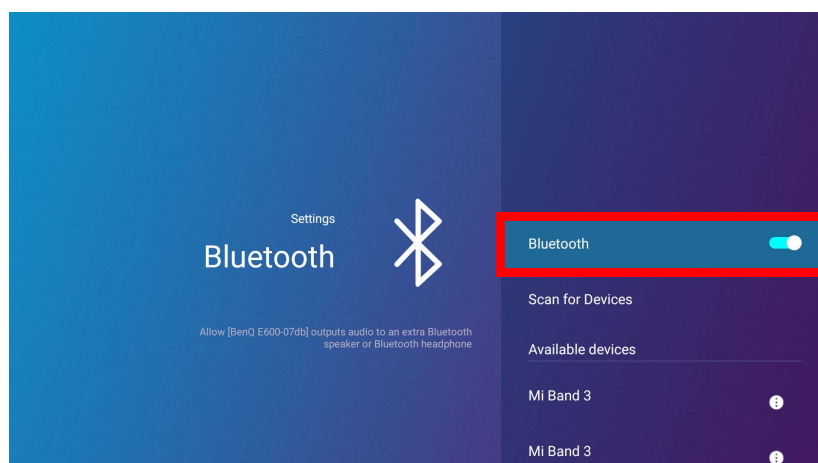 Settings
Bluetooth
Allow [BenQ E600-07db] outputs audio to an extra Bluetooth
speaker or Bluetooth headphone
Bluetooth
Scan for Devices
Available devices
Mi Band 3
Mi Band 3